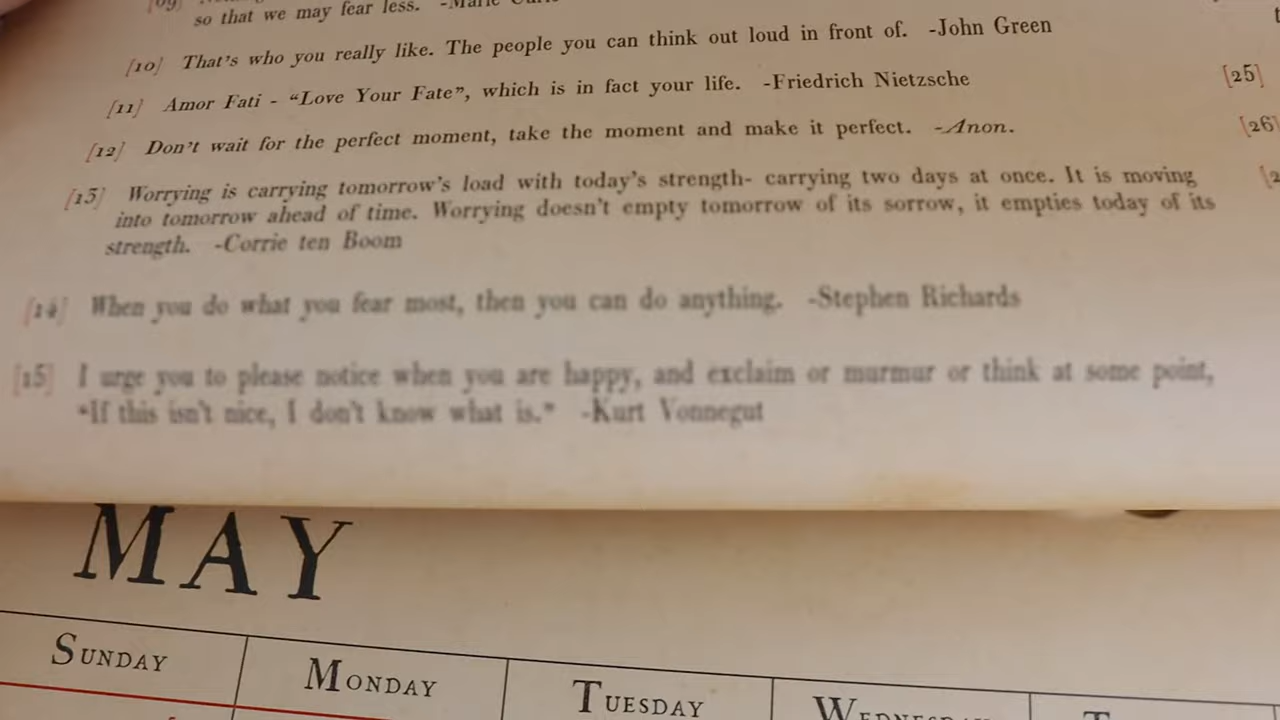 [09]
so that we may fear less. -Marie Curie
[10] That's who you really like. The people you can think out loud in front of. -John Green
[11] Amor Fati - “Love Your Fate”, which is in fact your life. -Friedrich Nietzsche
[12] Don't wait for the perfect moment, take the moment and make it perfect. -Anon.
[13] Worrying is carrying tomorrow's load with today's strength- carrying two days at once. It is moving
into tomorrow ahead of time. Worrying doesn't empty tomorrow of its sorrow, it empties today of its
strength. -Corrie ten Boom
[14] When you do what you fear most, then you can do anything. -Stephen Richards
[15] I urge you to please notice when you are happy, and exclaim or murmur or think at some point,
“If this isn't nice, I don't know what is.” -Kurt Vonnegut
[25]
[26]
MAY
SUNDAY MONDAY TUESDAY WEDNESDAY